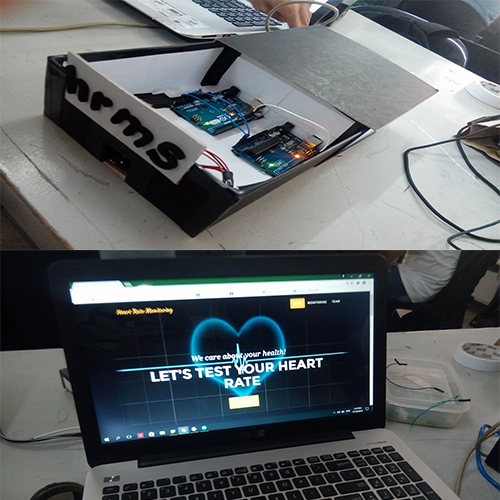 hrms
Heart Rate Monitoring
MONITORING TEAM
We care about your health!
LET'S TEST YOUR HEART
RATE